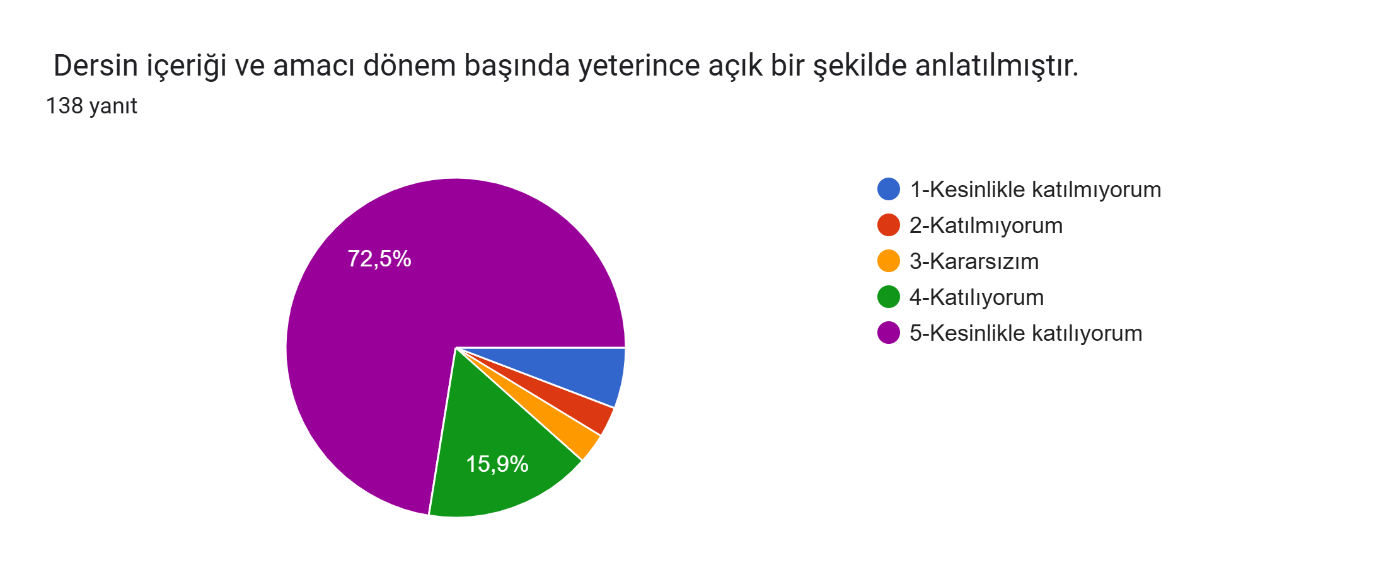 Dersin içeriği ve amacı dönem başında yeterince açık bir şekilde anlatılmıştır.
138 yanıt
72,5%
15,9%
1-Kesinlikle katılmıyorum
2-Katılmıyorum
3-Kararsızım
4-Katılıyorum
5-Kesinlikle katılıyorum